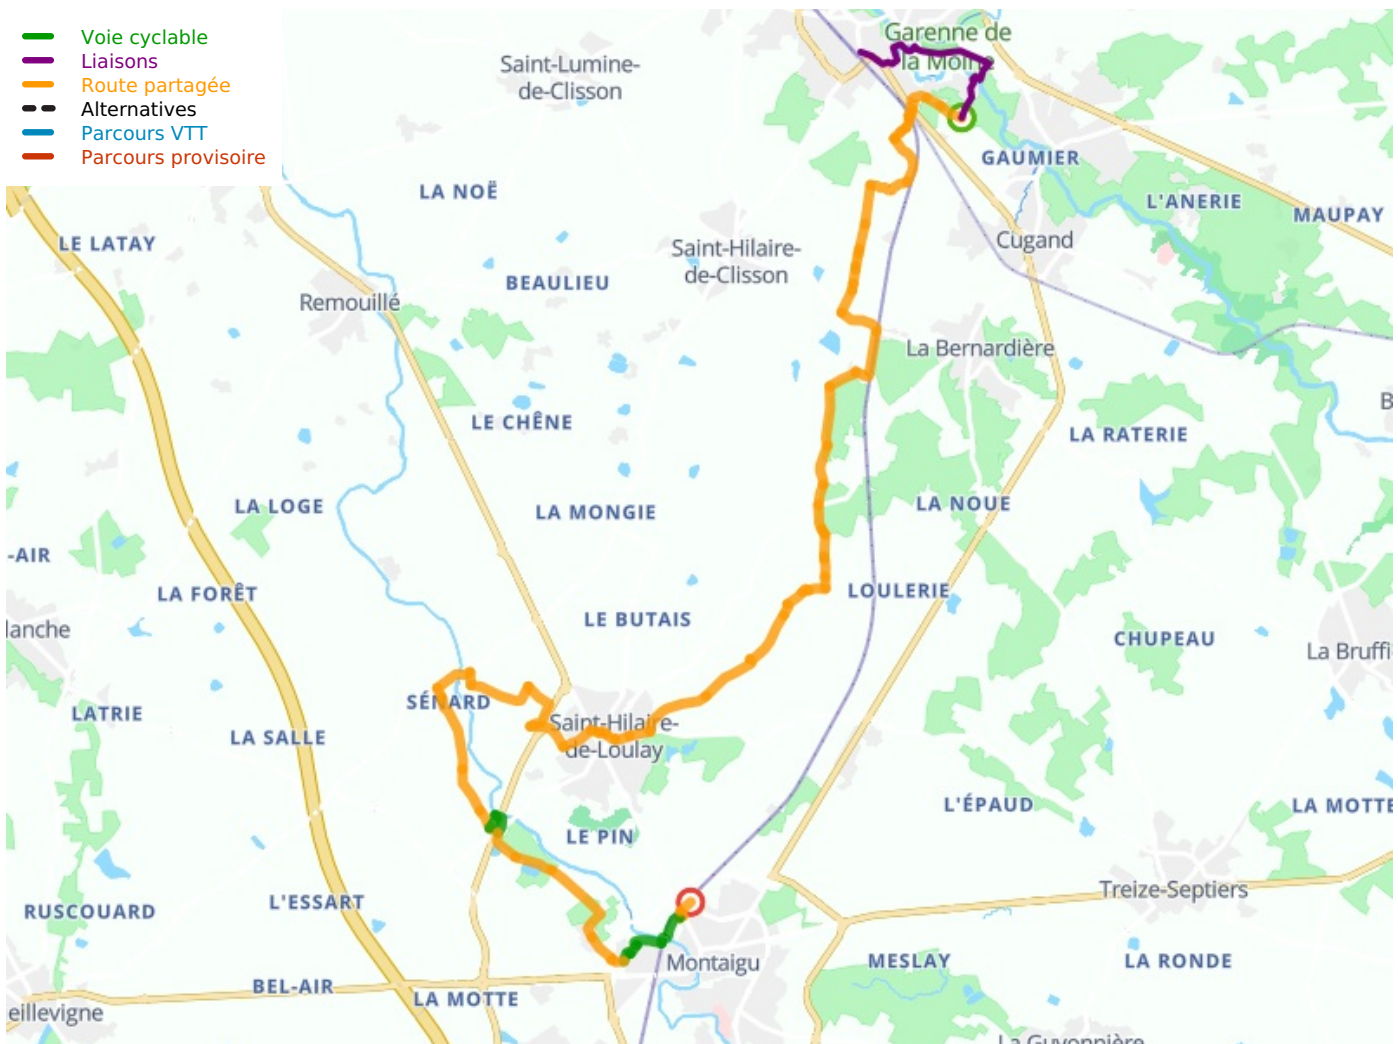 Voie cyclable
Liaisons
Route partagée
Alternatives
Parcours VTT
Parcours provisoire
Garenne de
la Moine
Saint-Lumine-
de-Clisson
GAUMIER
LA NOË
L'ANERIE
MAUPAY
LE LATAY
Cugand
Saint-Hilaire-
de-Clisson
BEAULIEU
Remouillé
La Bernardière
B
LE CHÊNE
LA RATERIE
LA LOGE
LA MONGIE
LA NOUE
-AIR
LA FORÊT
LOULERIE
LE BUTAIS
lanche
CHUPEAU
La Bruffi-
SÉNARD
LATRIE
Saint-Hilaire-
de-Loulay
LA SALLE
L'ÉPAUD
LA MOTTE
LE PIN
Treize-Septiers
L'ESSART
RUSCOUARD
Montaigu
MESLAY
LA RONDE
BEL-AIR
LA MOTTE
eillevigne
La Guyonnière